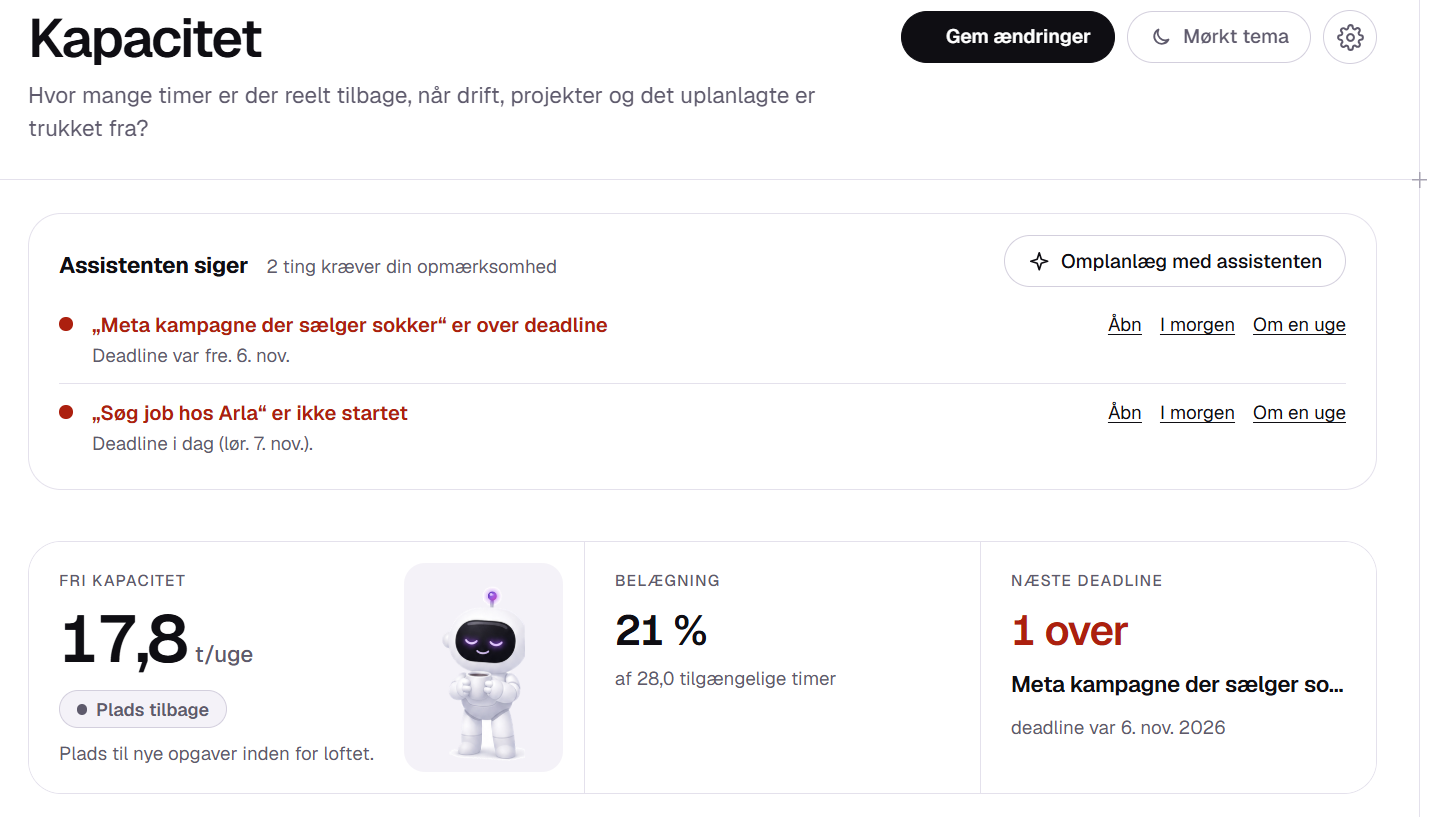 Kapacitet
Gem ændringer
Mørkt tema
Hvor mange timer er der reelt tilbage, når drift, projekter og det uplanlagte er
trukket fra?
Assistenten siger 2 ting kræver din opmærksomhed
Omplanlæg med assistenten
„Meta kampagne der sælger sokker“ er over deadline
Åbn I morgen Om en uge
Deadline var fre. 6. nov.
„Søg job hos Arla“ er ikke startet
Åbn I morgen Om en uge
Deadline i dag (lør. 7. nov.).
FRI KAPACITET
17,8 t/uge
Plads tilbage
Plads til nye opgaver inden for loftet.
BELÆGNING
21 %
af 28,0 tilgængelige timer
NÆSTE DEADLINE
1 over
Meta kampagne der sælger so...
deadline var 6. nov. 2026